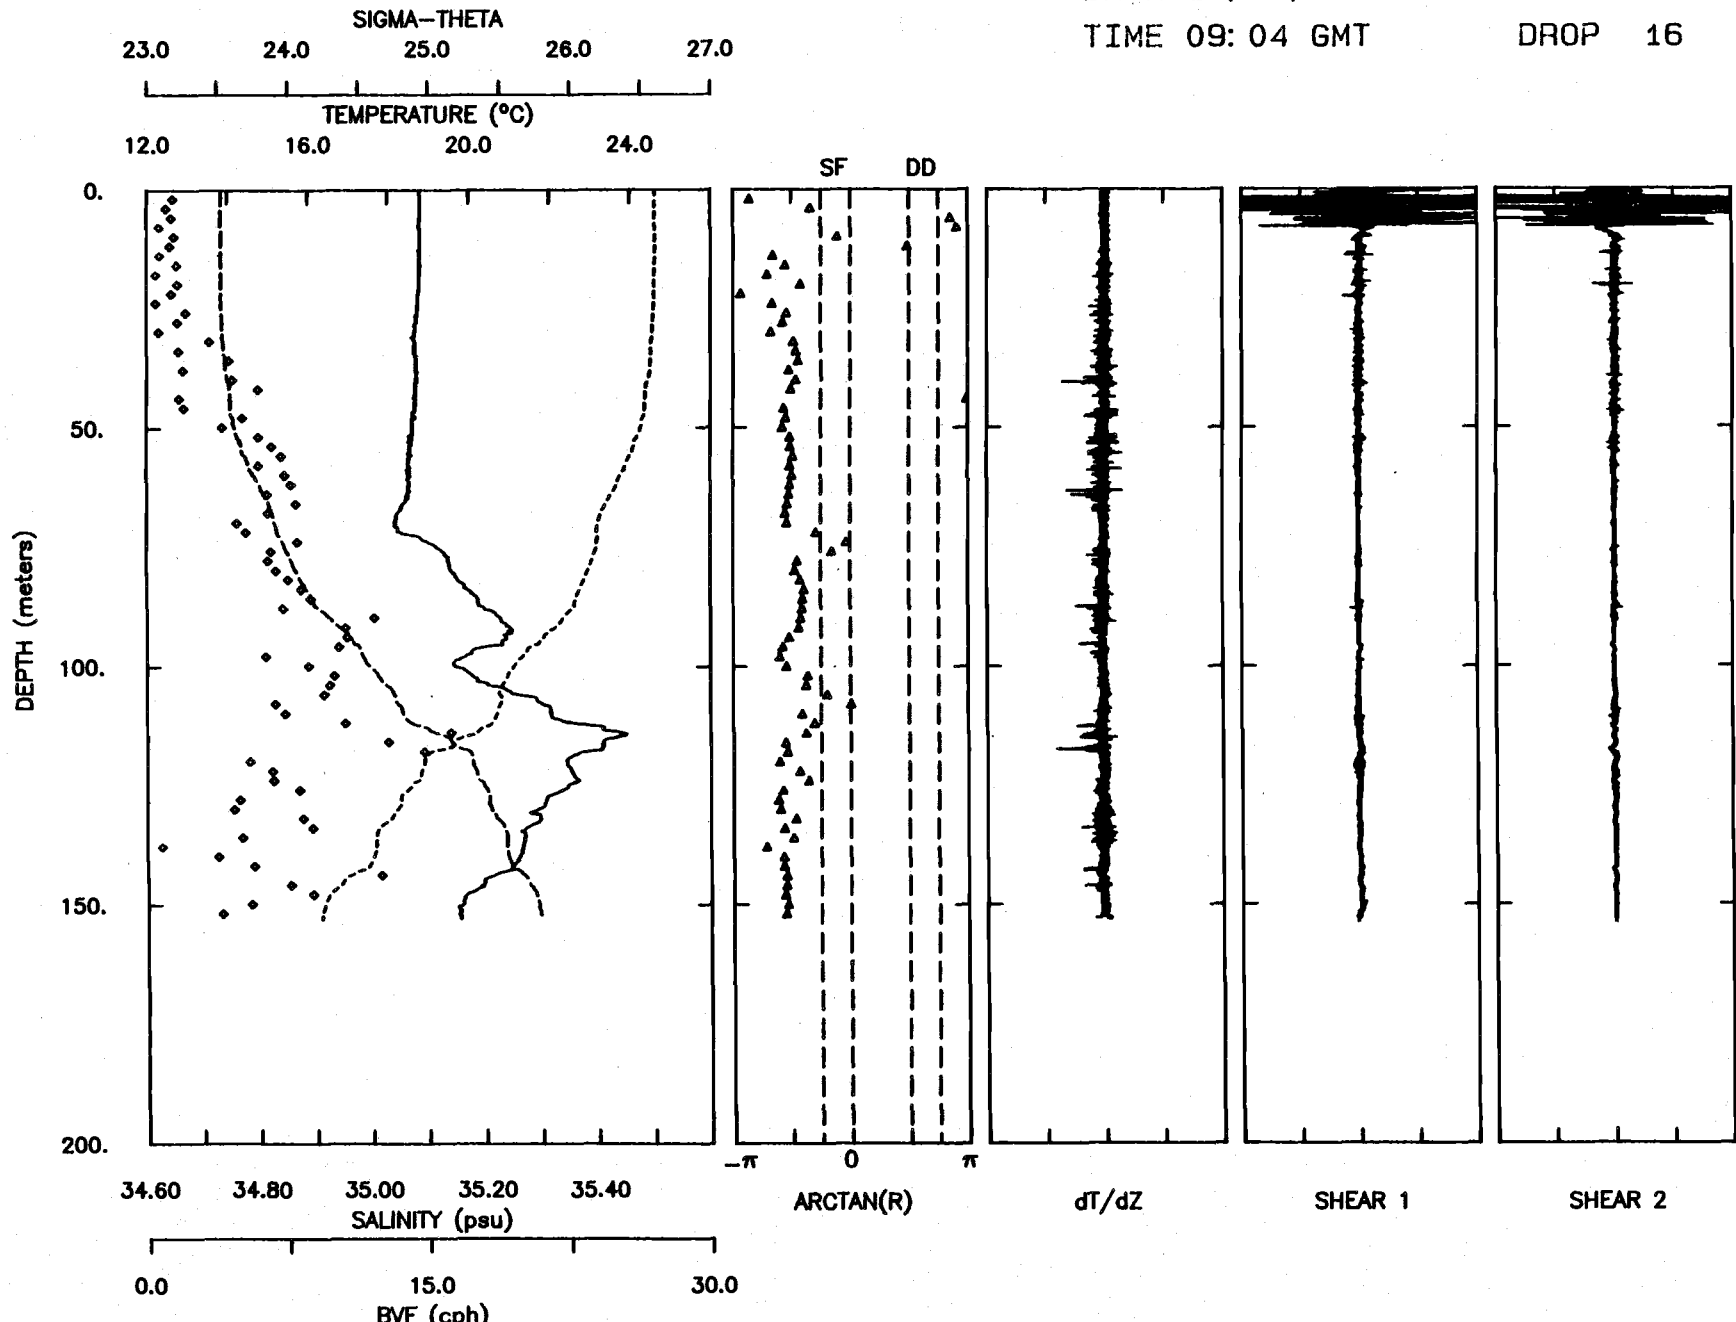 SIGMA-THETA
23.0 24.0 25.0 26.0 27.0
TIME 09:04 GMT DROP 16
TEMPERATURE (°C)
12.0 16.0 20.0 24.0
SF DD
0.
50.
100.
150.
200.
DEPTH (meters)
-π 0 π
34.60 34.80 35.00 35.20 35.40
SALINITY (psu)
ARCTAN(R) dT/dZ SHEAR 1 SHEAR 2
0.0 15.0 30.0
BVF (cph)